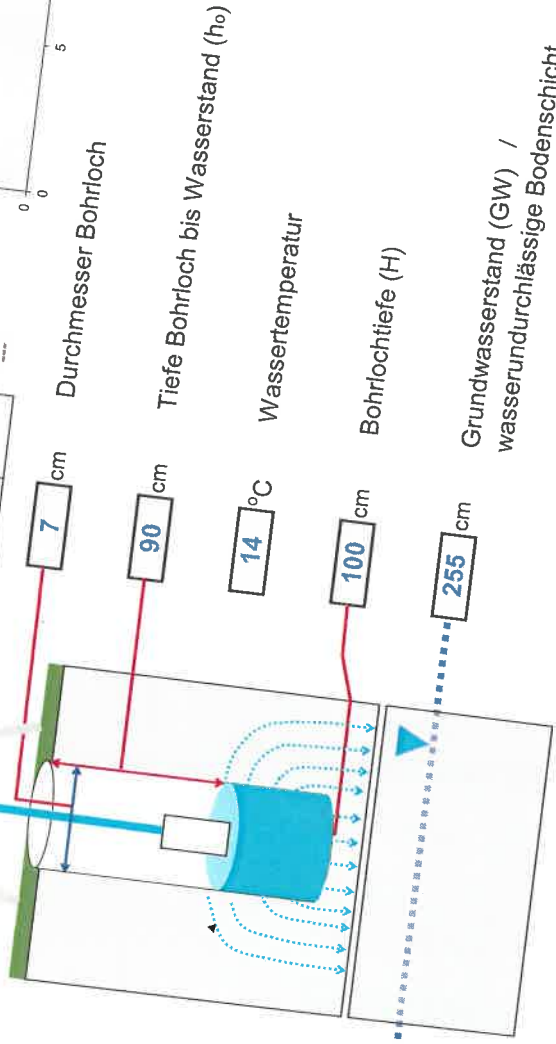 5
0
0
7 cm Durchmesser Bohrloch
90 cm Tiefe Bohrloch bis Wasserstand (h₀)
14 °C Wassertemperatur
100 cm Bohrlochtiefe (H)
255 cm Grundwasserstand (GW) /
wasserundurchlässige Bodenschicht